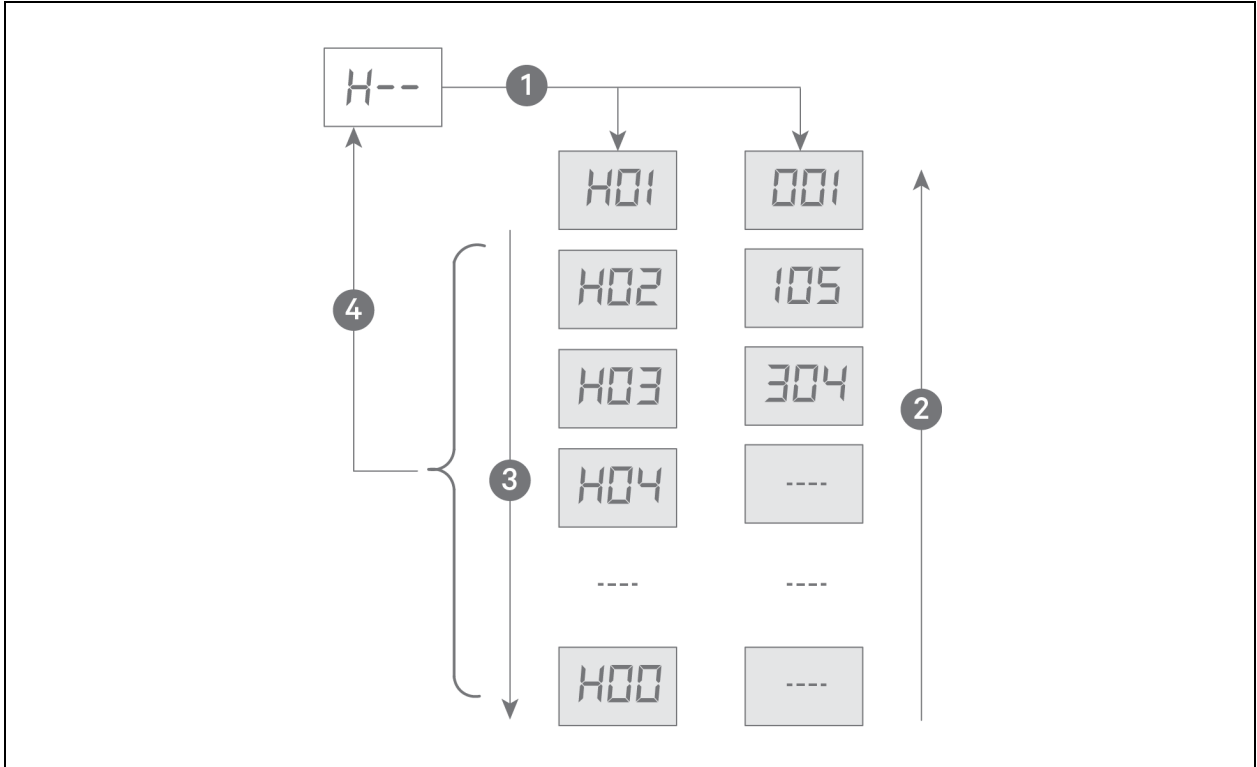 H--
1
H01 001
H02 105
4
H03 304
2
3
H04 ----
---- ----
H00 ----